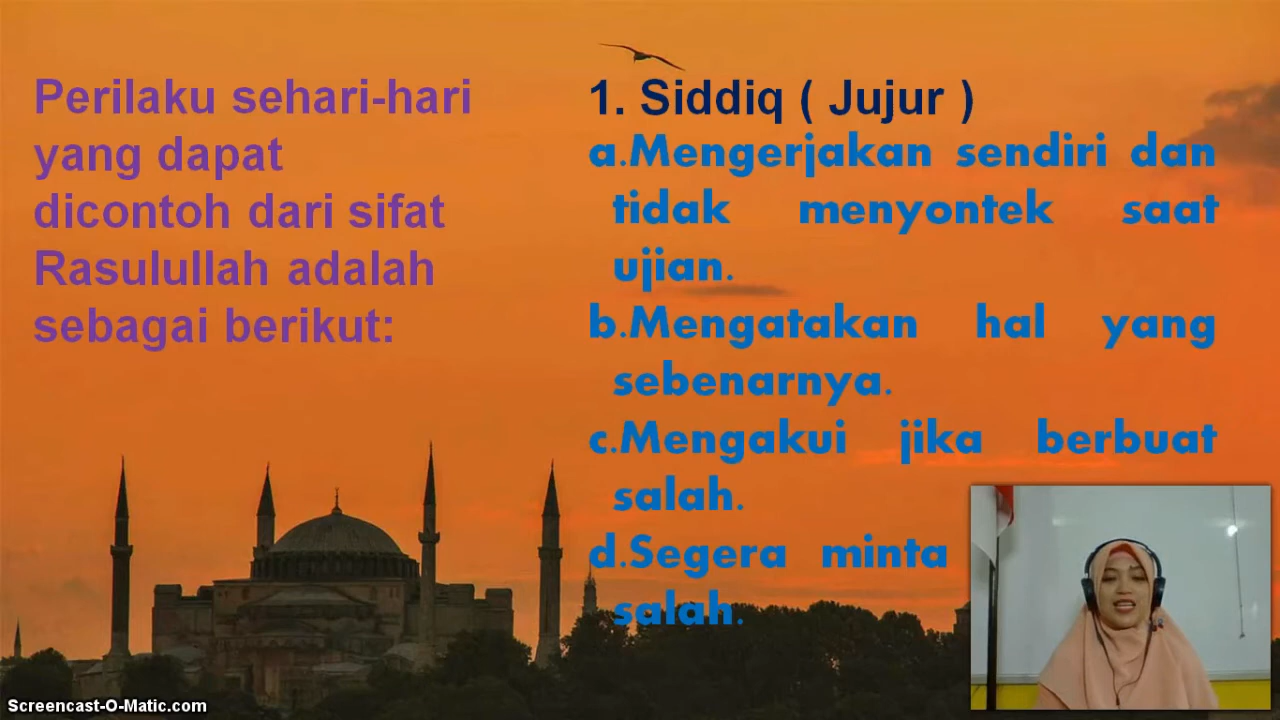 Perilaku sehari-hari
yang dapat
dicontoh dari sifat
Rasulullah adalah
sebagai berikut:
1. Siddiq ( Jujur )
a.Mengerjakan sendiri dan
tidak menyontek saat
ujian.
b.Mengatakan hal yang
sebenarnya.
c.Mengakui jika berbuat
salah.
d.Segera minta
salah.
Screencast-O-Matic.com